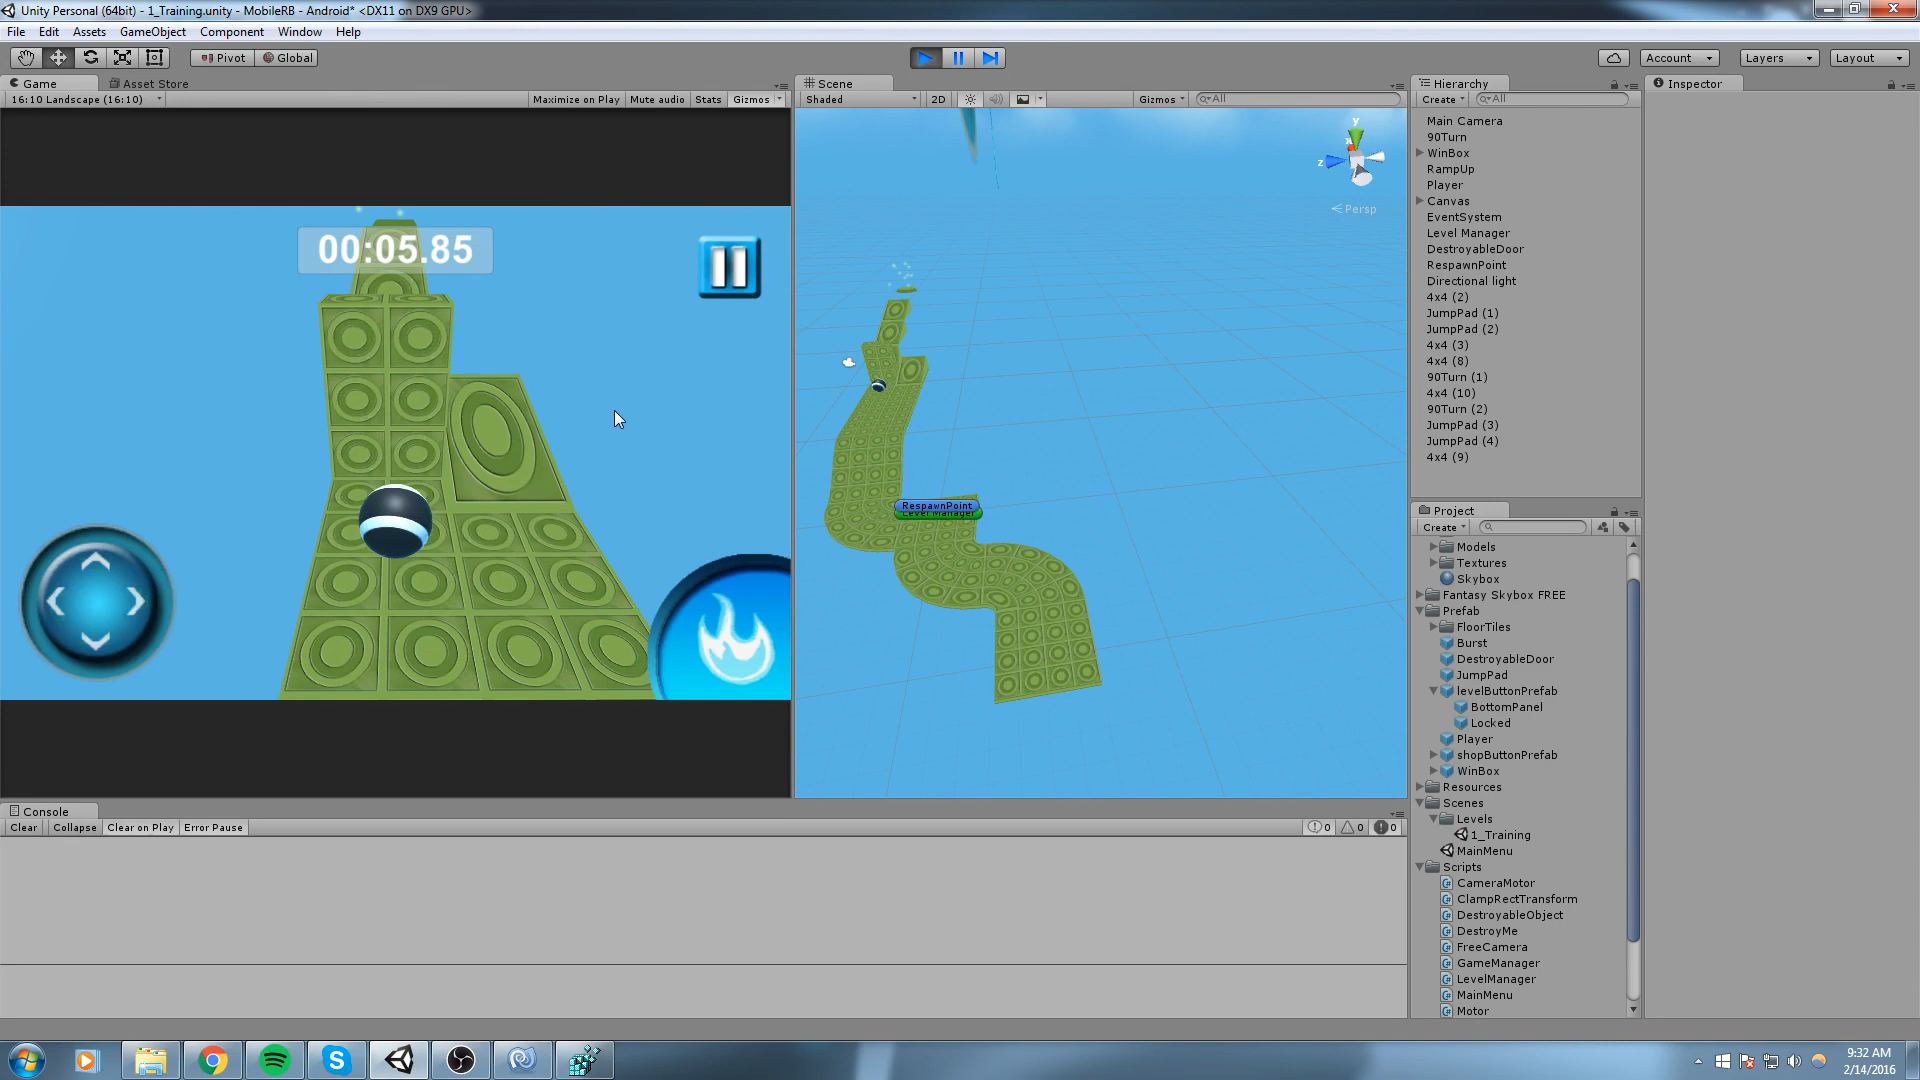 Unity Personal (64bit) - 1_Training.unity - MobileRB - Android* <DX11 on DX9 GPU>
File Edit Assets GameObject Component Window Help
Pivot Global Account Layers Layout
Game Asset Store
16:10 Landscape (16:10) Maximize on Play Mute audio Stats Gizmos
00:05.85
Scene
Shaded 2D Gizmos All
y
x
z
Persp
RespawnPoint
Level Manager
Hierarchy
Create All
Main Camera
90Turn
WinBox
RampUp
Player
Canvas
EventSystem
Level Manager
DestroyableDoor
RespawnPoint
Directional light
4x4 (2)
JumpPad (1)
JumpPad (2)
4x4 (3)
4x4 (8)
90Turn (1)
4x4 (10)
90Turn (2)
JumpPad (3)
JumpPad (4)
4x4 (9)
Inspector
Project
Create
Models
Textures
Skybox
Fantasy Skybox FREE
Prefab
FloorTiles
Burst
DestroyableDoor
JumpPad
levelButtonPrefab
BottomPanel
Locked
Player
shopButtonPrefab
WinBox
Resources
Scenes
Levels
1_Training
MainMenu
Scripts
CameraMotor
ClampRectTransform
DestroyableObject
DestroyMe
FreeCamera
GameManager
LevelManager
MainMenu
Motor
Console
Clear Collapse Clear on Play Error Pause 0 0 0
9:32 AM
2/14/2016